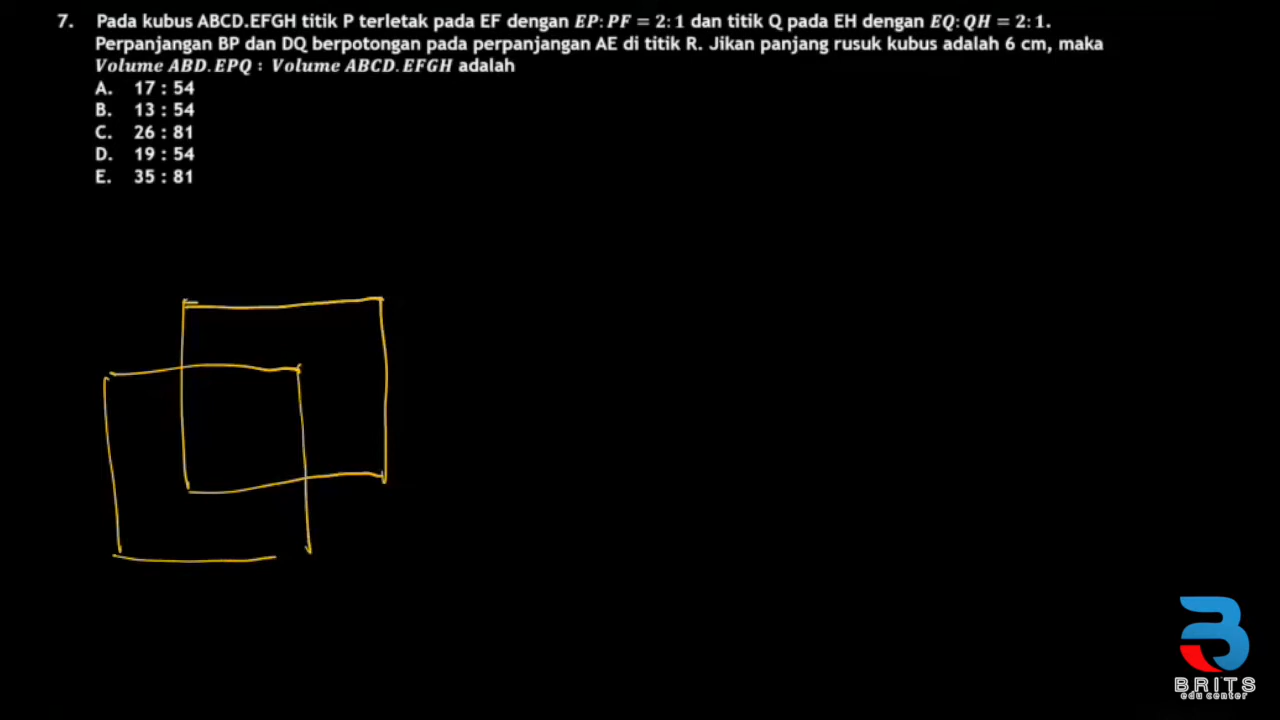 7. Pada kubus ABCD.EFGH titik P terletak pada EF dengan EP: PF = 2: 1 dan titik Q pada EH dengan EQ: QH = 2: 1.
Perpanjangan BP dan DQ berpotongan pada perpanjangan AE di titik R. Jikan panjang rusuk kubus adalah 6 cm, maka
Volume ABD. EPQ : Volume ABCD. EFGH adalah
A. 17 : 54
B. 13 : 54
C. 26 : 81
D. 19 : 54
E. 35 : 81
BRITS
edu center